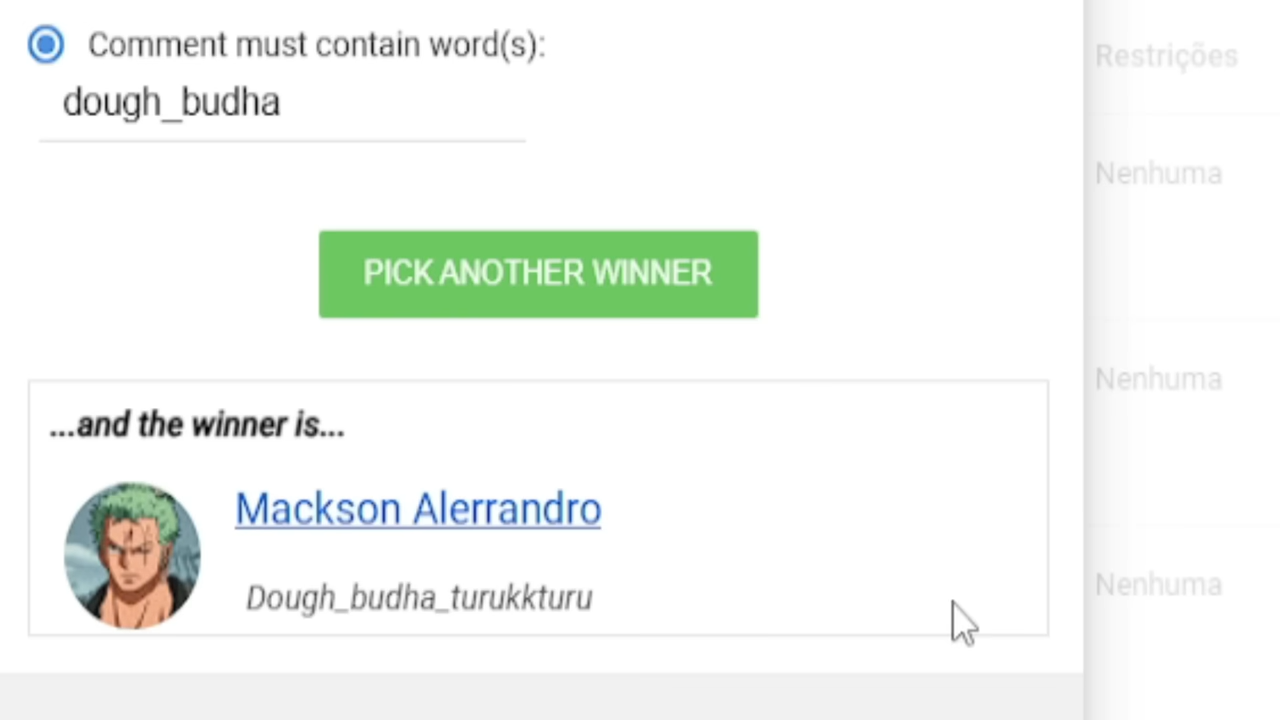 Comment must contain word(s):
dough_budha
PICK ANOTHER WINNER
...and the winner is...
Mackson Alerrandro
Dough_budha_turukkturu
Restrições
Nenhuma
Nenhuma
Nenhuma